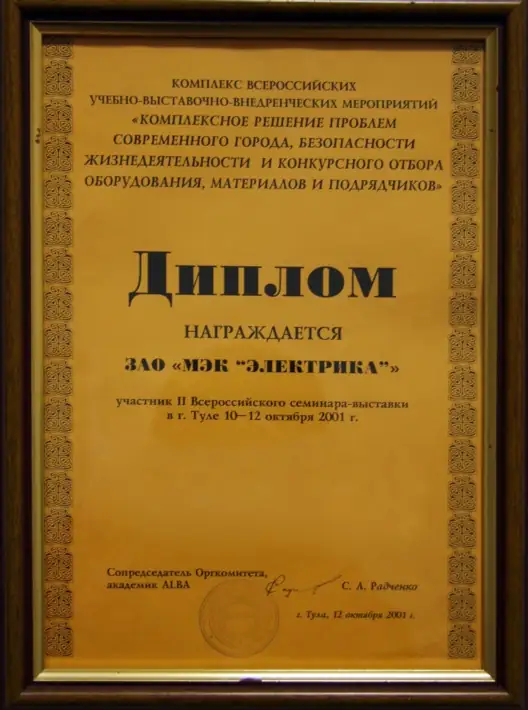 КОМПЛЕКС ВСЕРОССИЙСКИХ
УЧЕБНО-ВЫСТАВОЧНО-ВНЕДРЕНЧЕСКИХ МЕРОПРИЯТИЙ
«КОМПЛЕКСНОЕ РЕШЕНИЕ ПРОБЛЕМ
СОВРЕМЕННОГО ГОРОДА, БЕЗОПАСНОСТИ
ЖИЗНЕДЕЯТЕЛЬНОСТИ И КОНКУРСНОГО ОТБОРА
ОБОРУДОВАНИЯ, МАТЕРИАЛОВ И ПОДРЯДЧИКОВ»
ДИПЛОМ
НАГРАЖДАЕТСЯ
ЗАО «МЭК "ЭЛЕКТРИКА"»
участник II Всероссийского семинара-выставки
в г. Туле 10—12 октября 2001 г.
Сопредседатель Оргкомитета,
академик ALBA С. А. Радченко
г. Тула, 12 октября 2001 г.